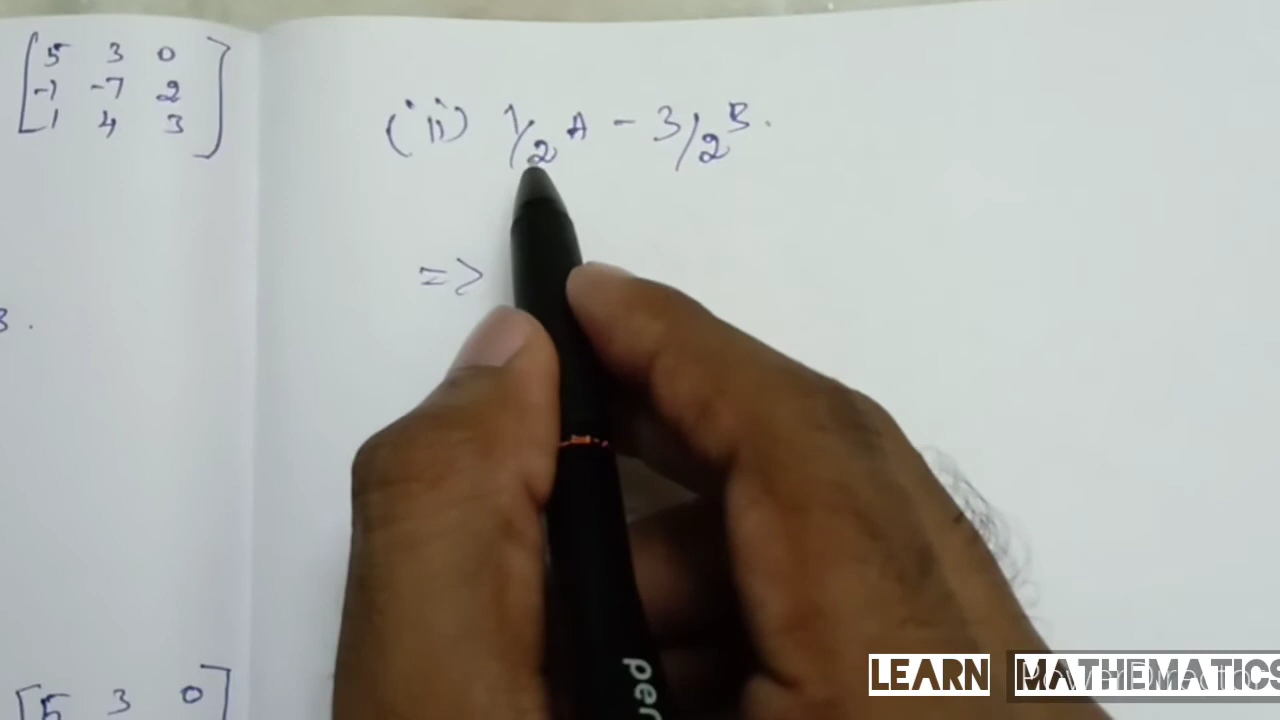 5 3 0
-1 -7 2
1 4 3
(ii) 1/2 A - 3/2 B.
=>
B.
5 3 0
LEARN MATHEMATICS